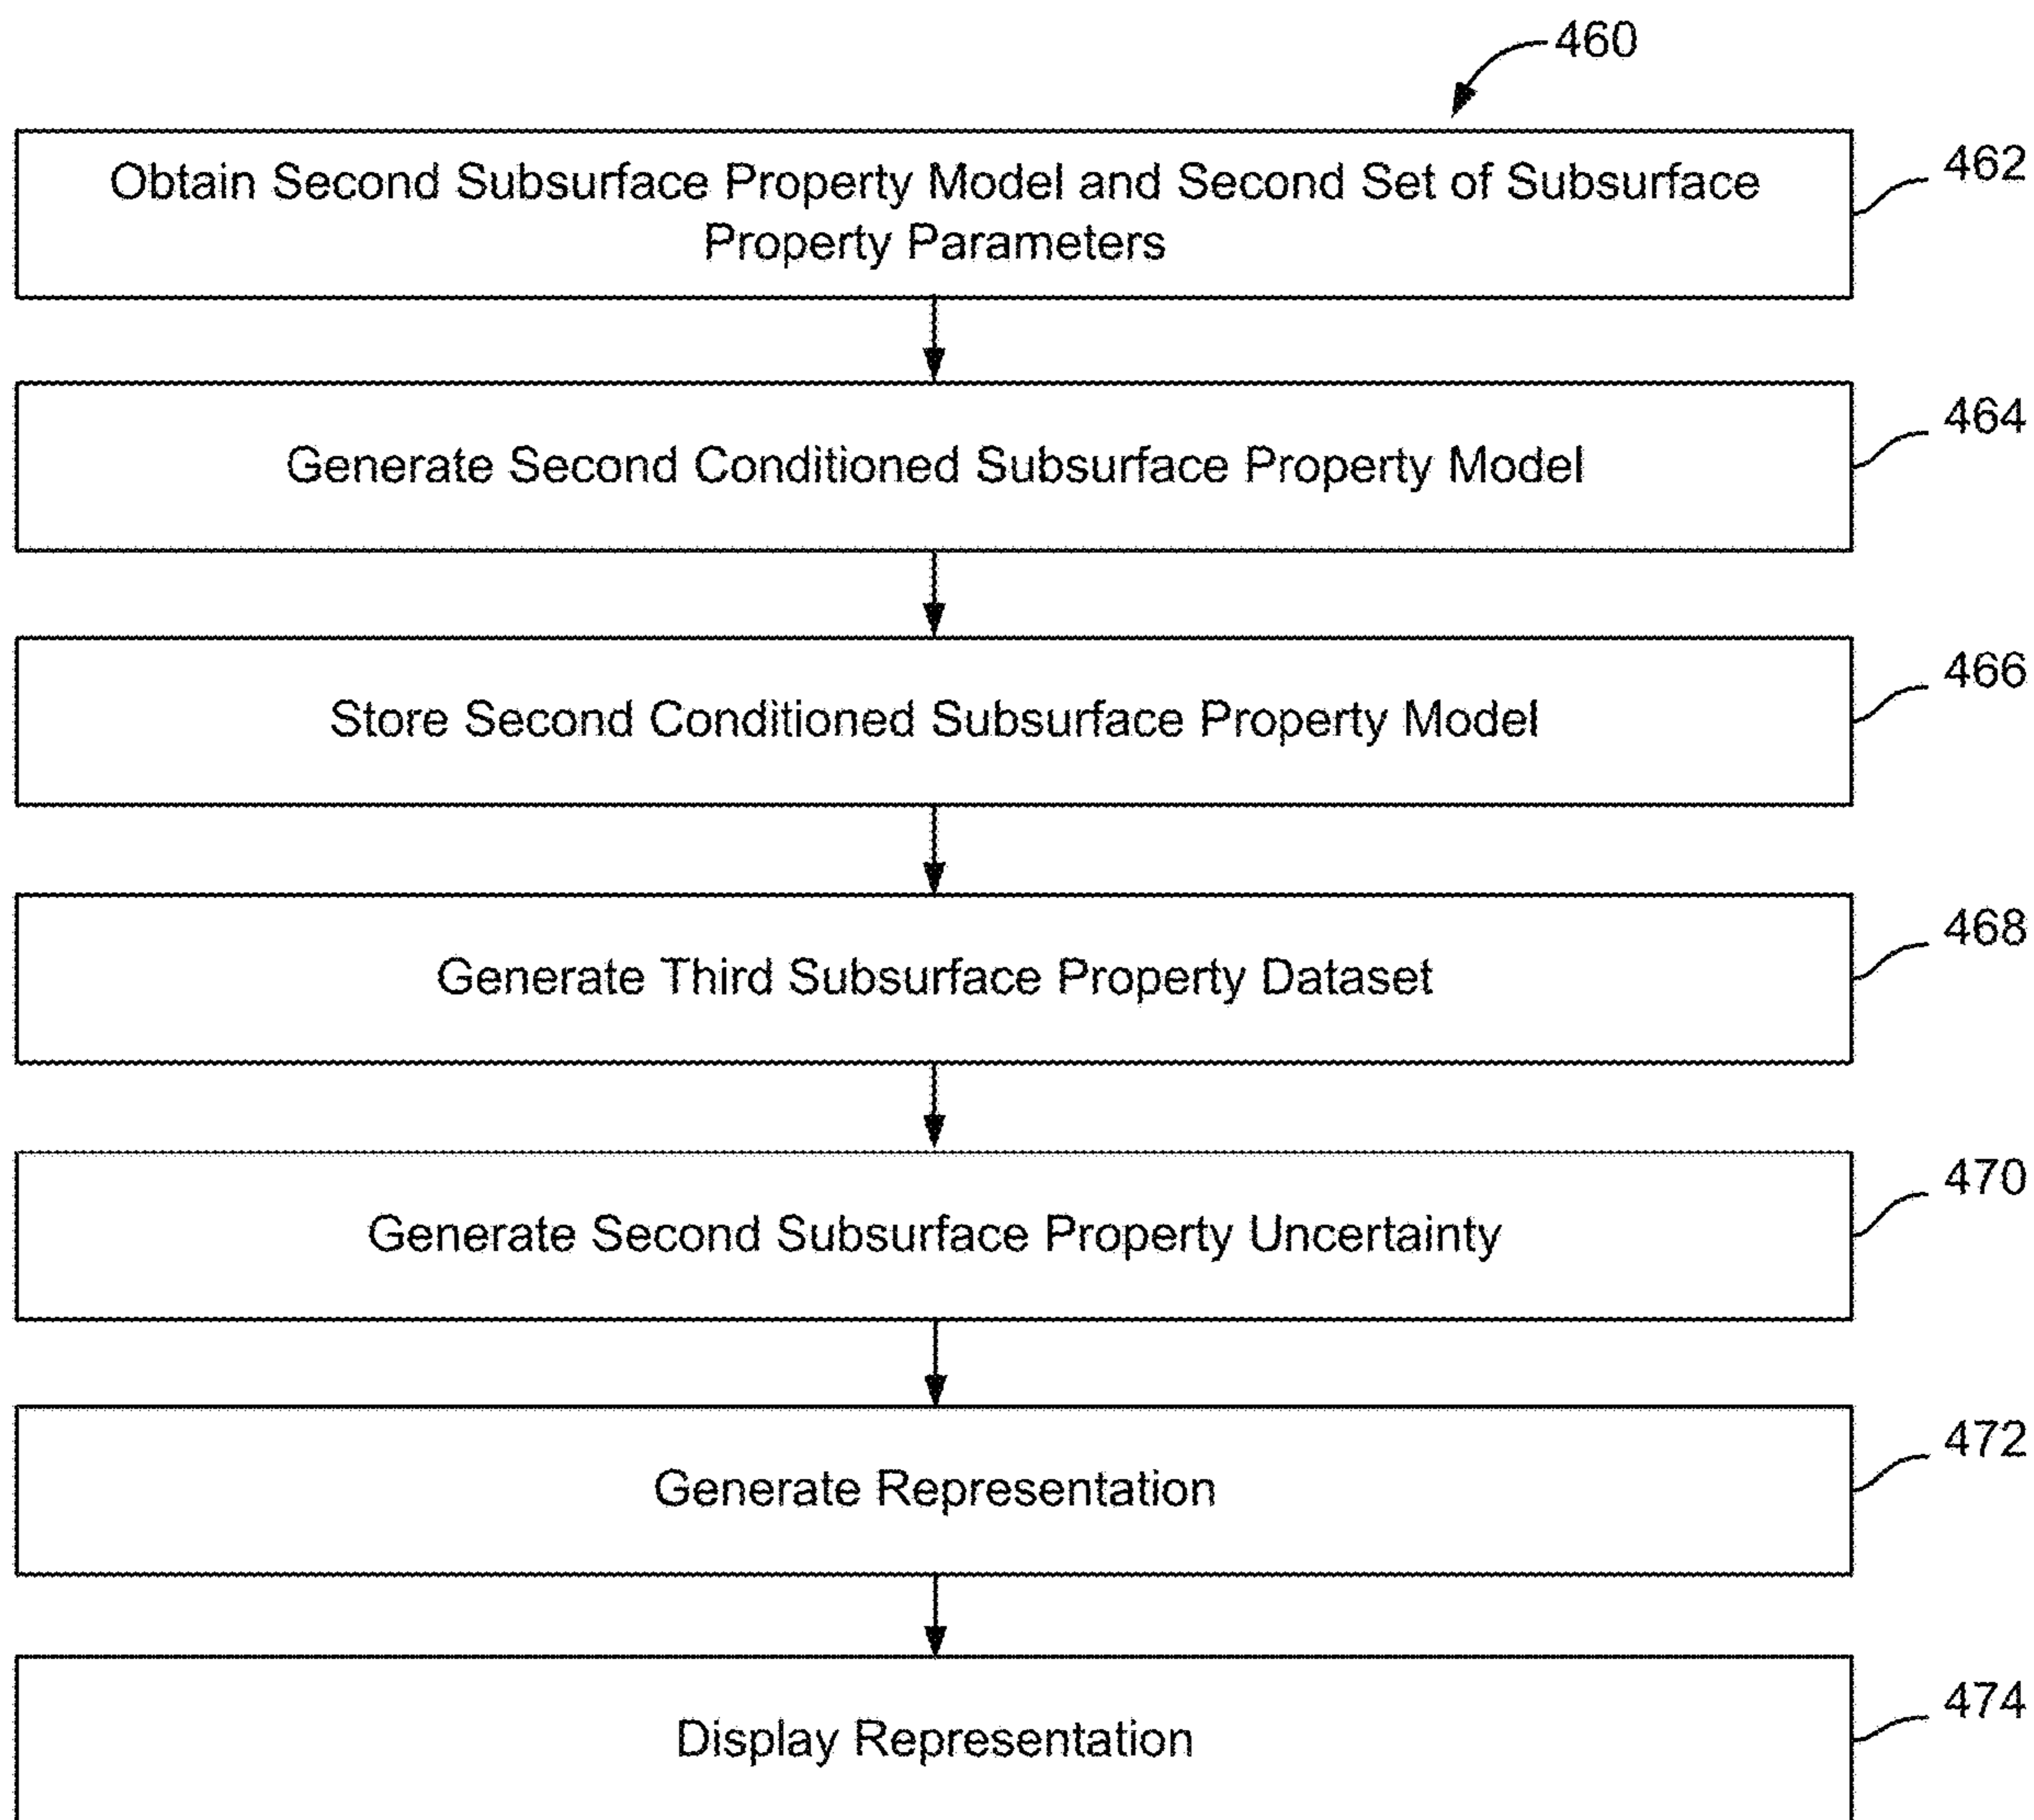 460
Obtain Second Subsurface Property Model and Second Set of Subsurface
Property Parameters
462
Generate Second Conditioned Subsurface Property Model
464
Store Second Conditioned Subsurface Property Model
466
Generate Third Subsurface Property Dataset
468
Generate Second Subsurface Property Uncertainty
470
Generate Representation
472
Display Representation
474